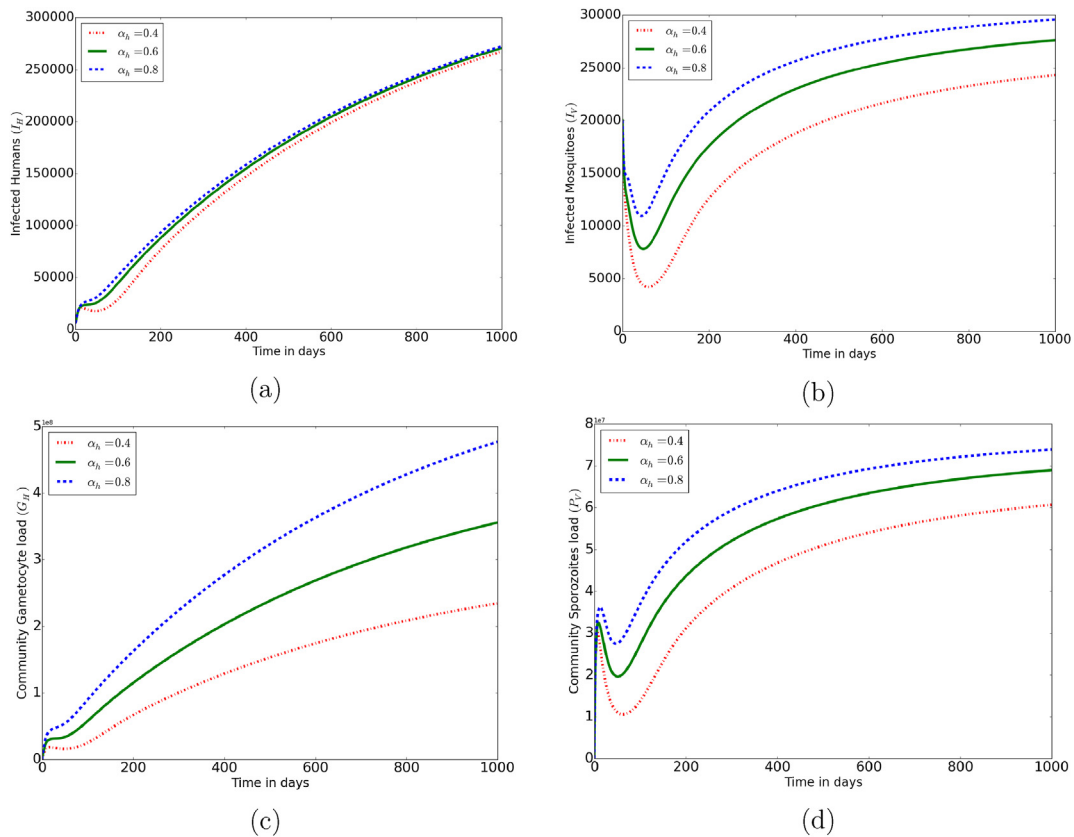 300000
250000
200000
150000
100000
50000
0
Infected Humans (I_H)
α_h = 0.4
α_h = 0.6
α_h = 0.8
0 200 400 600 800 1000
Time in days
(a)
30000
25000
20000
15000
10000
5000
0
Infected Mosquitoes (I_V)
α_h = 0.4
α_h = 0.6
α_h = 0.8
0 200 400 600 800 1000
Time in days
(b)
1e8
5
4
3
2
1
0
Community Gametocyte load (G_H)
α_h = 0.4
α_h = 0.6
α_h = 0.8
0 200 400 600 800 1000
Time in days
(c)
1e7
8
7
6
5
4
3
2
1
0
Community Sporozoites load (P_V)
α_h = 0.4
α_h = 0.6
α_h = 0.8
0 200 400 600 800 1000
Time in days
(d)